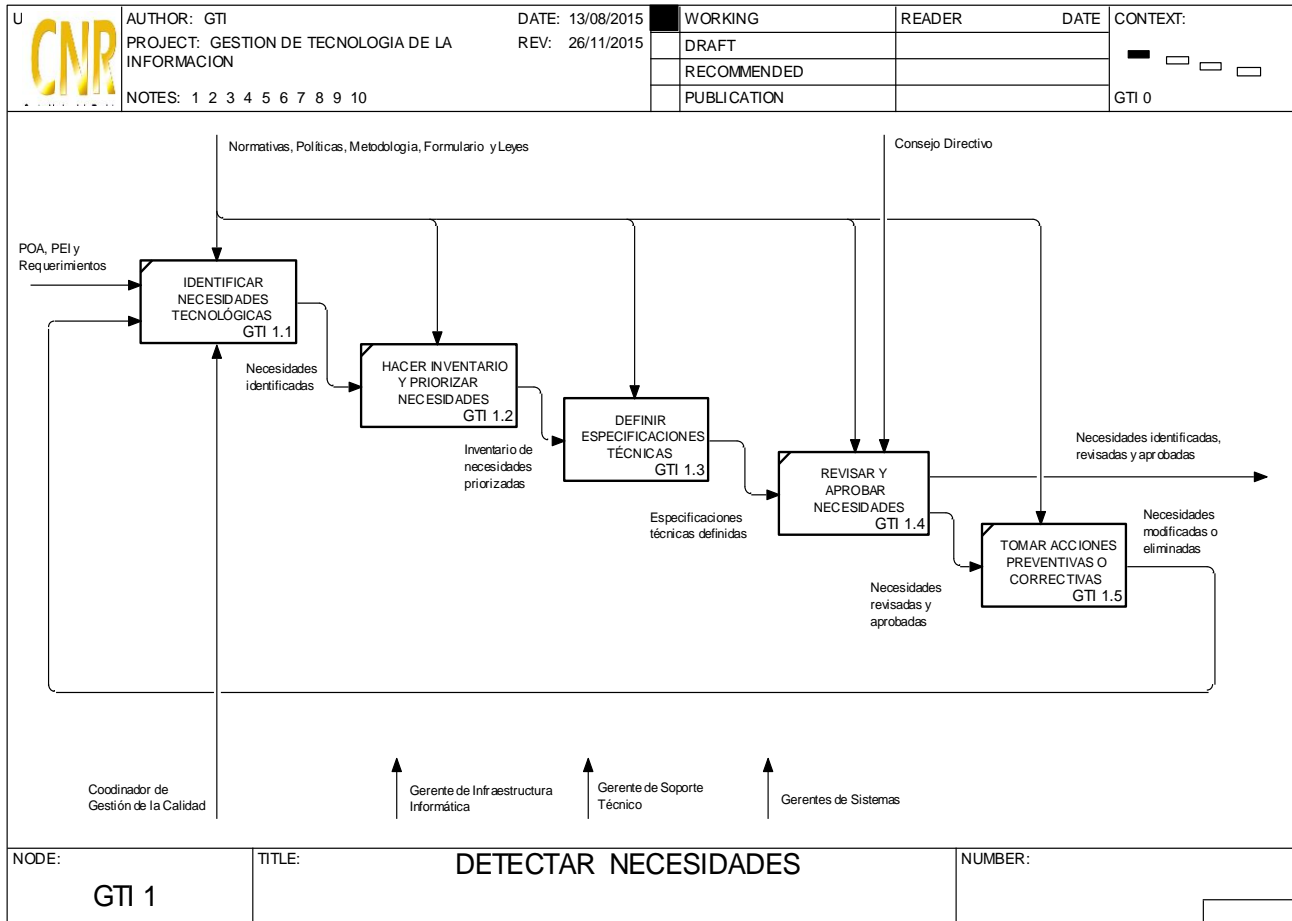 U
CNR
AUTHOR: GTI
DATE: 13/08/2015
PROJECT: GESTION DE TECNOLOGIA DE LA
INFORMACION
REV: 26/11/2015
NOTES: 1 2 3 4 5 6 7 8 9 10
WORKING
DRAFT
RECOMMENDED
PUBLICATION
READER DATE
CONTEXT:
GTI 0
Normativas, Políticas, Metodologia, Formulario y Leyes
Consejo Directivo
POA, PEI y
Requerimientos
IDENTIFICAR
NECESIDADES
TECNOLÓGICAS
GTI 1.1
Necesidades
identificadas
HACER INVENTARIO
Y PRIORIZAR
NECESIDADES
GTI 1.2
Inventario de
necesidades
priorizadas
DEFINIR
ESPECIFICACIONES
TÉCNICAS
GTI 1.3
Especificaciones
técnicas definidas
REVISAR Y
APROBAR
NECESIDADES
GTI 1.4
Necesidades identificadas,
revisadas y aprobadas
Necesidades
revisadas y
aprobadas
TOMAR ACCIONES
PREVENTIVAS O
CORRECTIVAS
GTI 1.5
Necesidades
modificadas o
eliminadas
Coodinador de
Gestión de la Calidad
Gerente de Infraestructura
Informática
Gerente de Soporte
Técnico
Gerentes de Sistemas
NODE:
GTI 1
TITLE:
DETECTAR NECESIDADES
NUMBER: